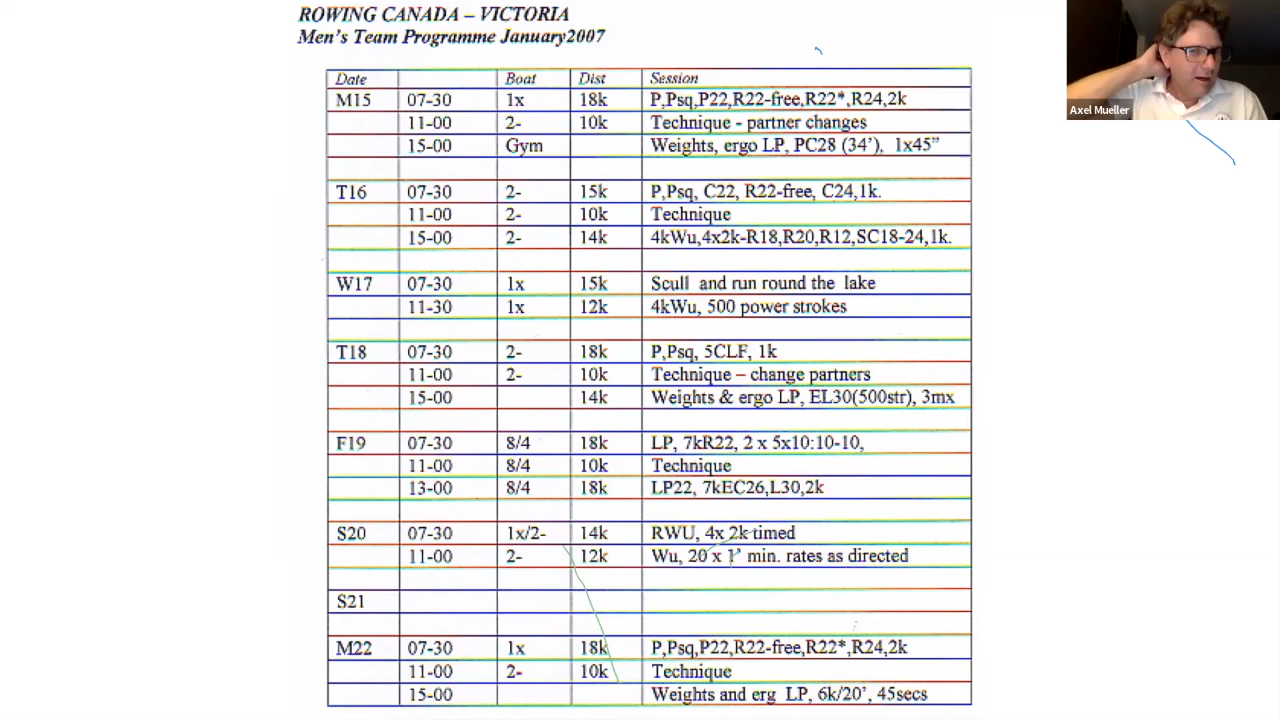 ROWING CANADA – VICTORIA
Men's Team Programme January2007
Date Boat Dist Session
M15 07-30 1x 18k P,Psq,P22,R22-free,R22*,R24,2k
11-00 2- 10k Technique - partner changes
15-00 Gym Weights, ergo LP, PC28 (34'), 1x45"
T16 07-30 2- 15k P,Psq, C22, R22-free, C24,1k.
11-00 2- 10k Technique
15-00 2- 14k 4kWu,4x2k-R18,R20,R12,SC18-24,1k.
W17 07-30 1x 15k Scull and run round the lake
11-30 1x 12k 4kWu, 500 power strokes
T18 07-30 2- 18k P,Psq, 5CLF, 1k
11-00 2- 10k Technique – change partners
15-00 14k Weights & ergo LP, EL30(500str), 3mx
F19 07-30 8/4 18k LP, 7kR22, 2 x 5x10:10-10,
11-00 8/4 10k Technique
13-00 8/4 18k LP22, 7kEC26,L30,2k
S20 07-30 1x/2- 14k RWU, 4x 2k timed
11-00 2- 12k Wu, 20 x 1' min. rates as directed
S21
M22 07-30 1x 18k P,Psq,P22,R22-free,R22*,R24,2k
11-00 2- 10k Technique
15-00 Weights and erg LP, 6k/20', 45secs
Axel Mueller